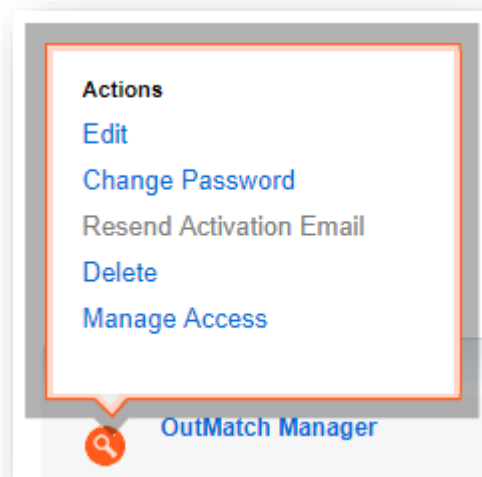 Actions
Edit
Change Password
Resend Activation Email
Delete
Manage Access
OutMatch Manager